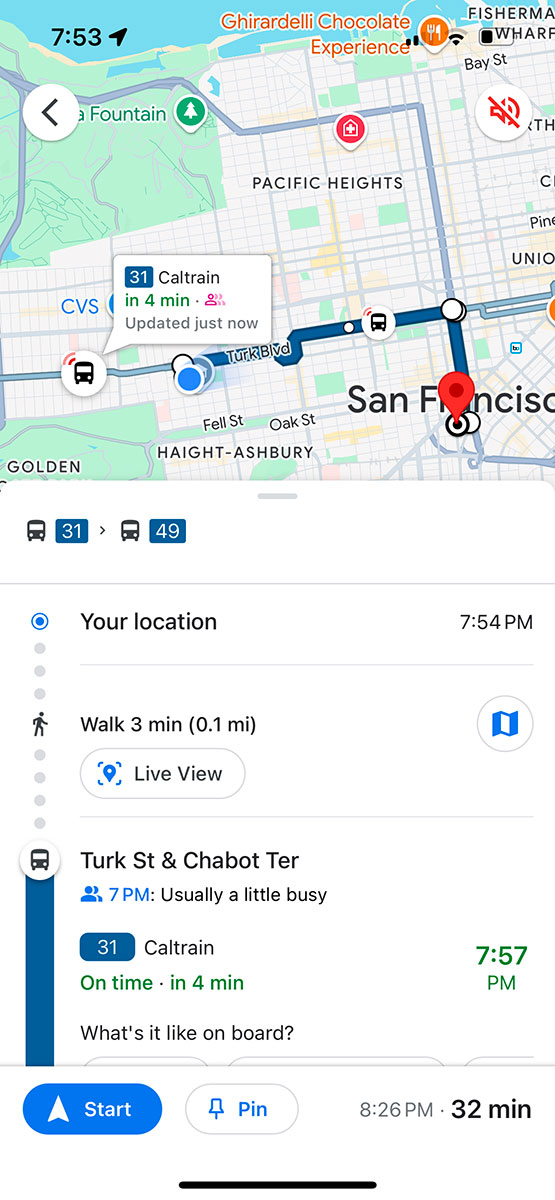 7:53
Ghirardelli Chocolate
Experience
FISHERMA
WHARF
Bay St
a Fountain
RTH
PACIFIC HEIGHTS
Pine
UNIO
31 Caltrain
in 4 min ·
Updated just now
CVS
Turk Blvd
San Francisc
Fell St
Oak St
HAIGHT-ASHBURY
GOLDEN
31 › 49
Your location 7:54 PM
Walk 3 min (0.1 mi)
Live View
Turk St & Chabot Ter
7 PM: Usually a little busy
31 Caltrain
7:57
PM
On time · in 4 min
What's it like on board?
Start
Pin
8:26 PM · 32 min